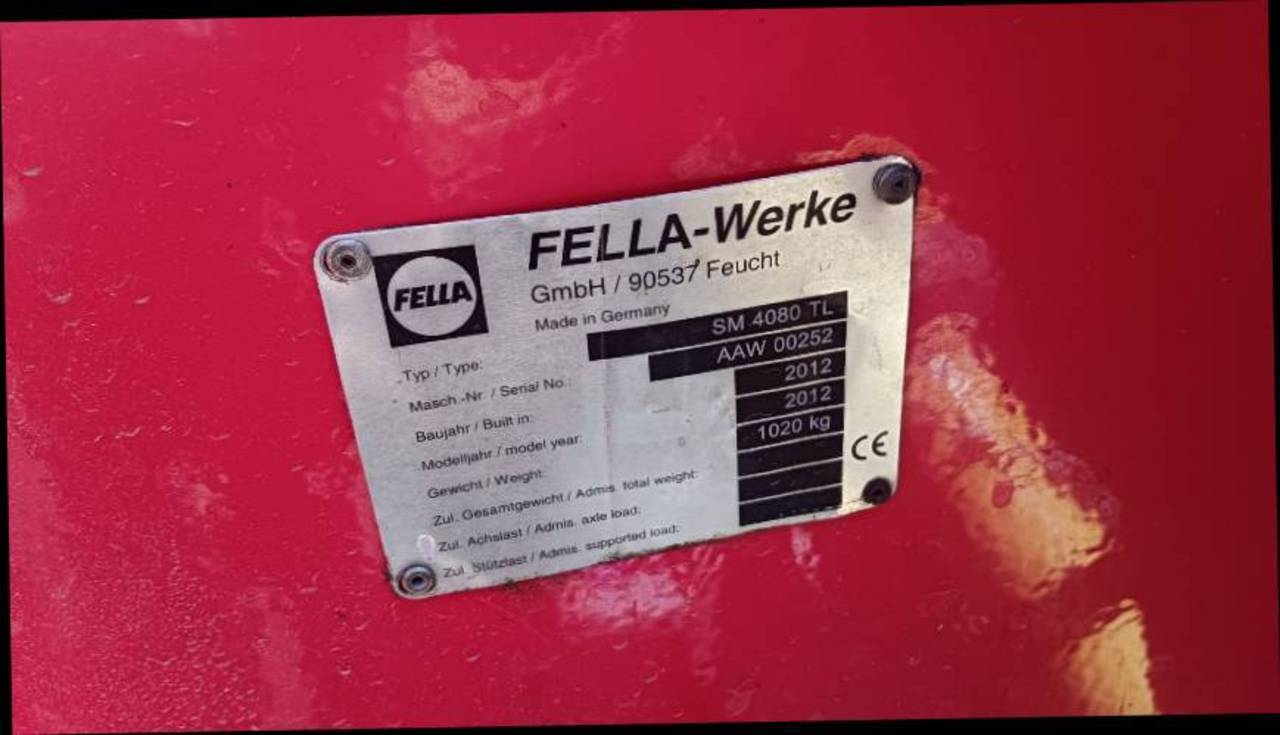 FELLA
FELLA-Werke
GmbH / 90537 Feucht
Made in Germany
Typ / Type: SM 4080 TL
Masch.-Nr. / Serial No.: AAW 00252
Baujahr / Built in: 2012
Modelljahr / model year: 2012
Gewicht / Weight: 1020 kg
Zul. Gesamtgewicht / Admis. total weight:
Zul. Achslast / Admis. axle load:
Zul. Stützlast / Admis. supported load:
CE